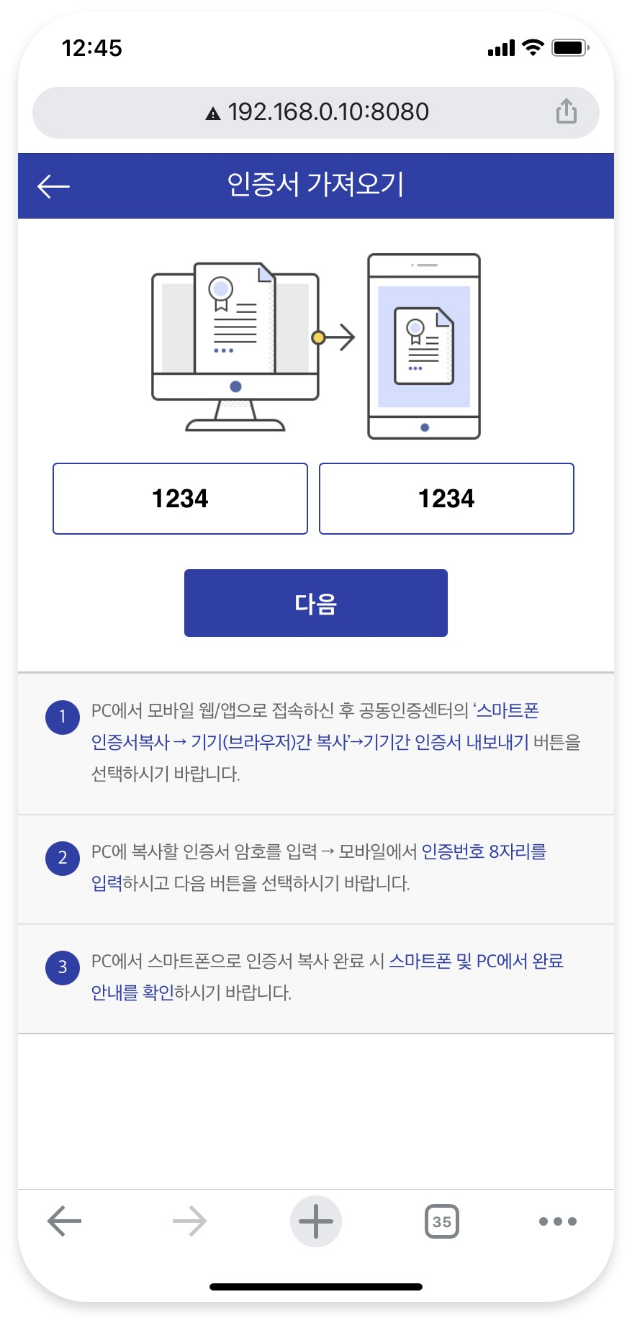 12:45
192.168.0.10:8080
인증서 가져오기
1234 1234
다음
1 PC에서 모바일 웹/앱으로 접속하신 후 공동인증센터의 ‘스마트폰
인증서복사 → 기기(브라우저)간 복사’→기기간 인증서 내보내기 버튼을
선택하시기 바랍니다.
2 PC에 복사할 인증서 암호를 입력 → 모바일에서 인증번호 8자리를
입력하시고 다음 버튼을 선택하시기 바랍니다.
3 PC에서 스마트폰으로 인증서 복사 완료 시 스마트폰 및 PC에서 완료
안내를 확인하시기 바랍니다.
35